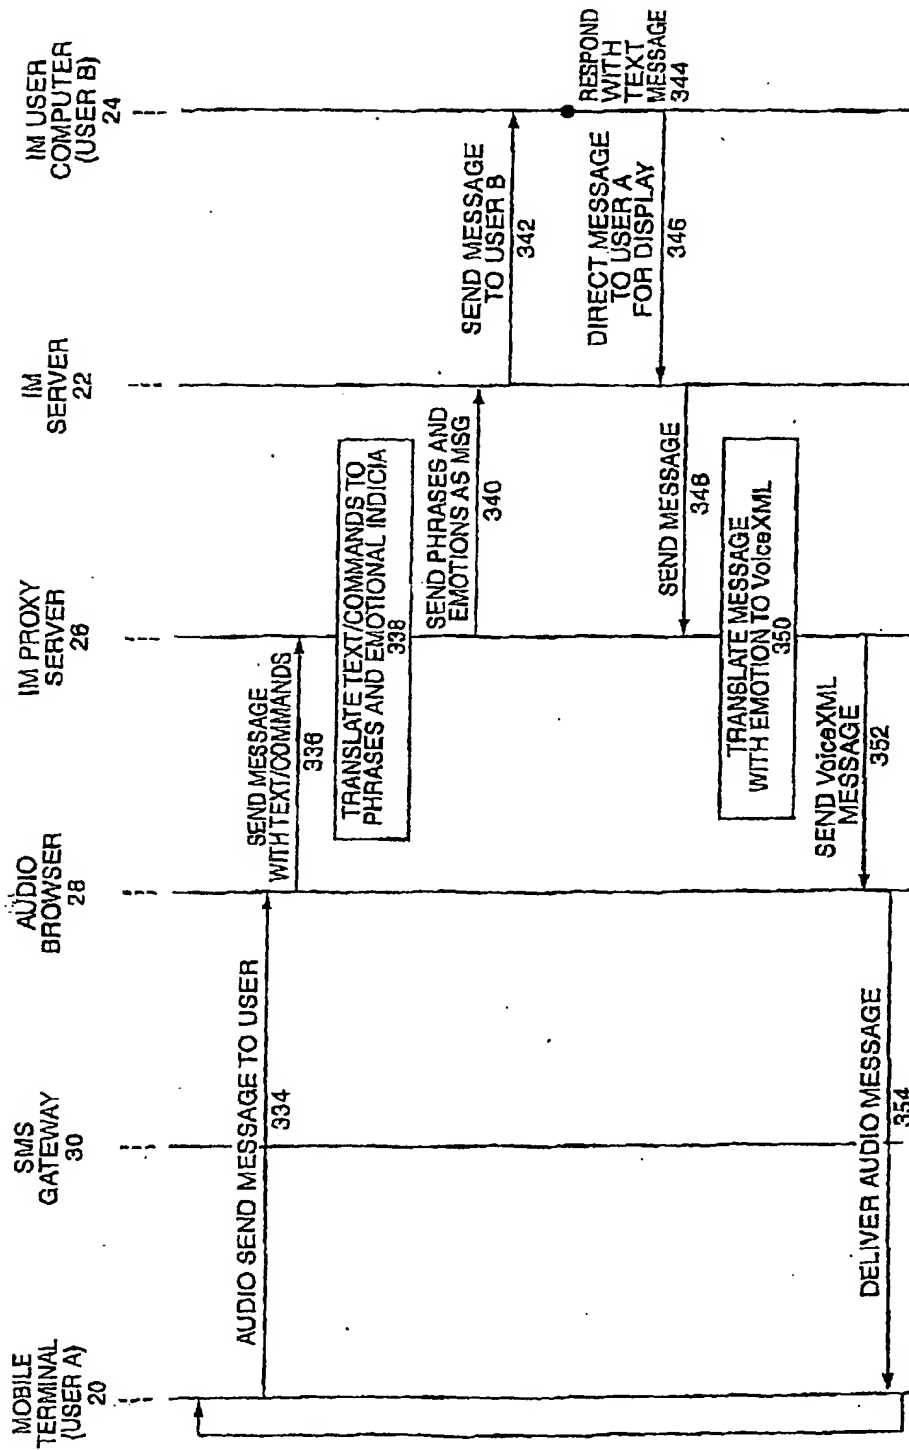 MOBILE
TERMINAL
(USER A)
20
SMS
GATEWAY
30
AUDIO
BROWSER
28
IM PROXY
SERVER
26
IM
SERVER
22
IM USER
COMPUTER
(USER B)
24
AUDIO SEND MESSAGE TO USER
334
SEND MESSAGE
WITH TEXT/COMMANDS
336
TRANSLATE TEXT/COMMANDS TO
PHRASES AND EMOTIONAL INDICIA
338
SEND PHRASES AND
EMOTIONS AS MSG
340
SEND MESSAGE
TO USER B
342
RESPOND
WITH
TEXT
MESSAGE
344
DIRECT MESSAGE
TO USER A
FOR DISPLAY
346
SEND MESSAGE
348
TRANSLATE MESSAGE
WITH EMOTION TO VoiceXML
350
SEND VoiceXML
MESSAGE
352
DELIVER AUDIO MESSAGE
354